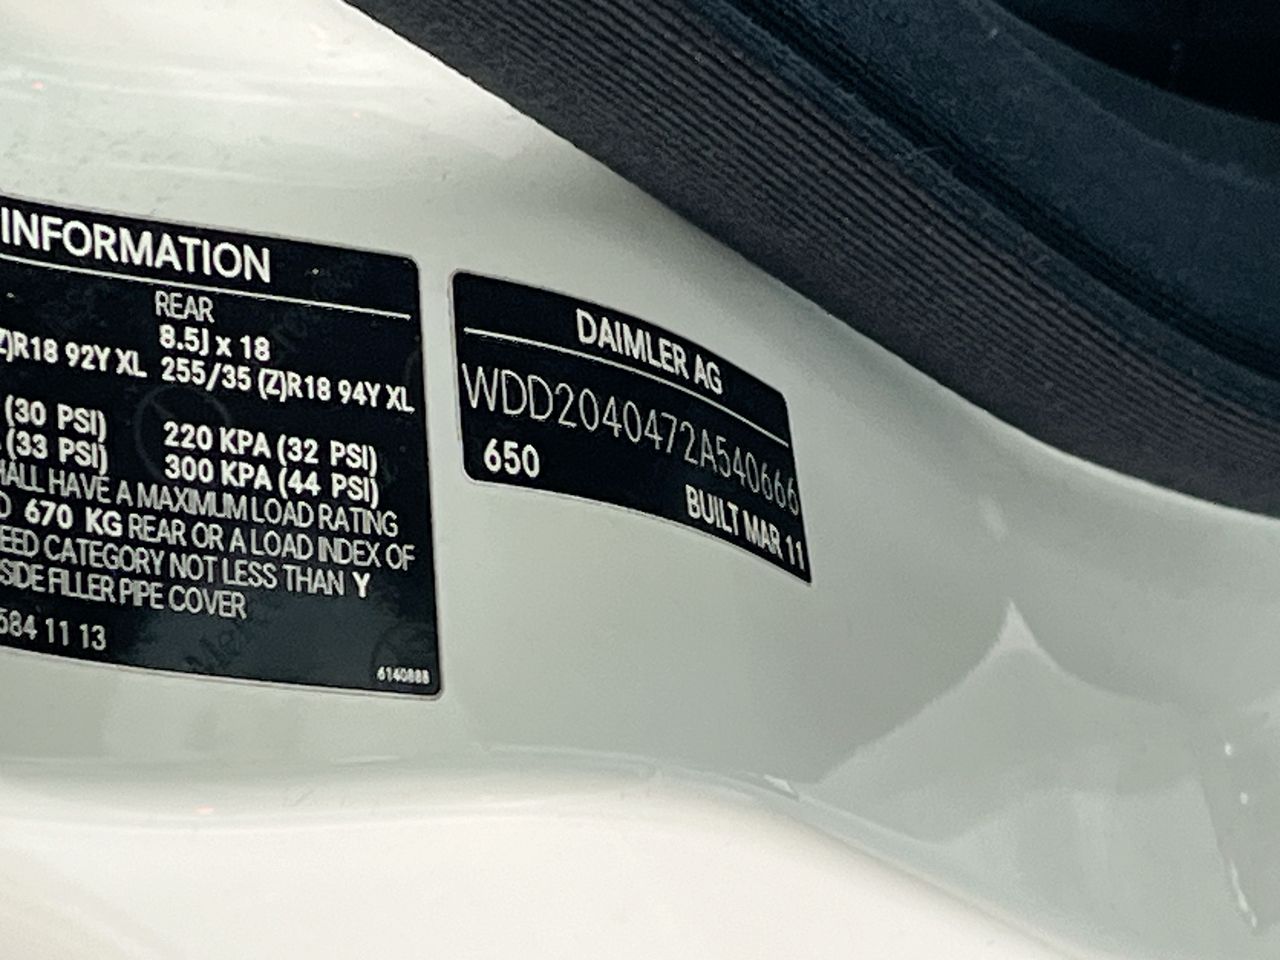 INFORMATION
REAR
8.5J x 18
Z)R18 92Y XL 255/35 (Z)R18 94Y XL
(30 PSI) 220 KPA (32 PSI)
(33 PSI) 300 KPA (44 PSI)
HALL HAVE A MAXIMUM LOAD RATING
D 670 KG REAR OR A LOAD INDEX OF
EED CATEGORY NOT LESS THAN Y
SIDE FILLER PIPE COVER
584 11 13
6140888
DAIMLER AG
WDD2040472A540666
650
BUILT MAR 11